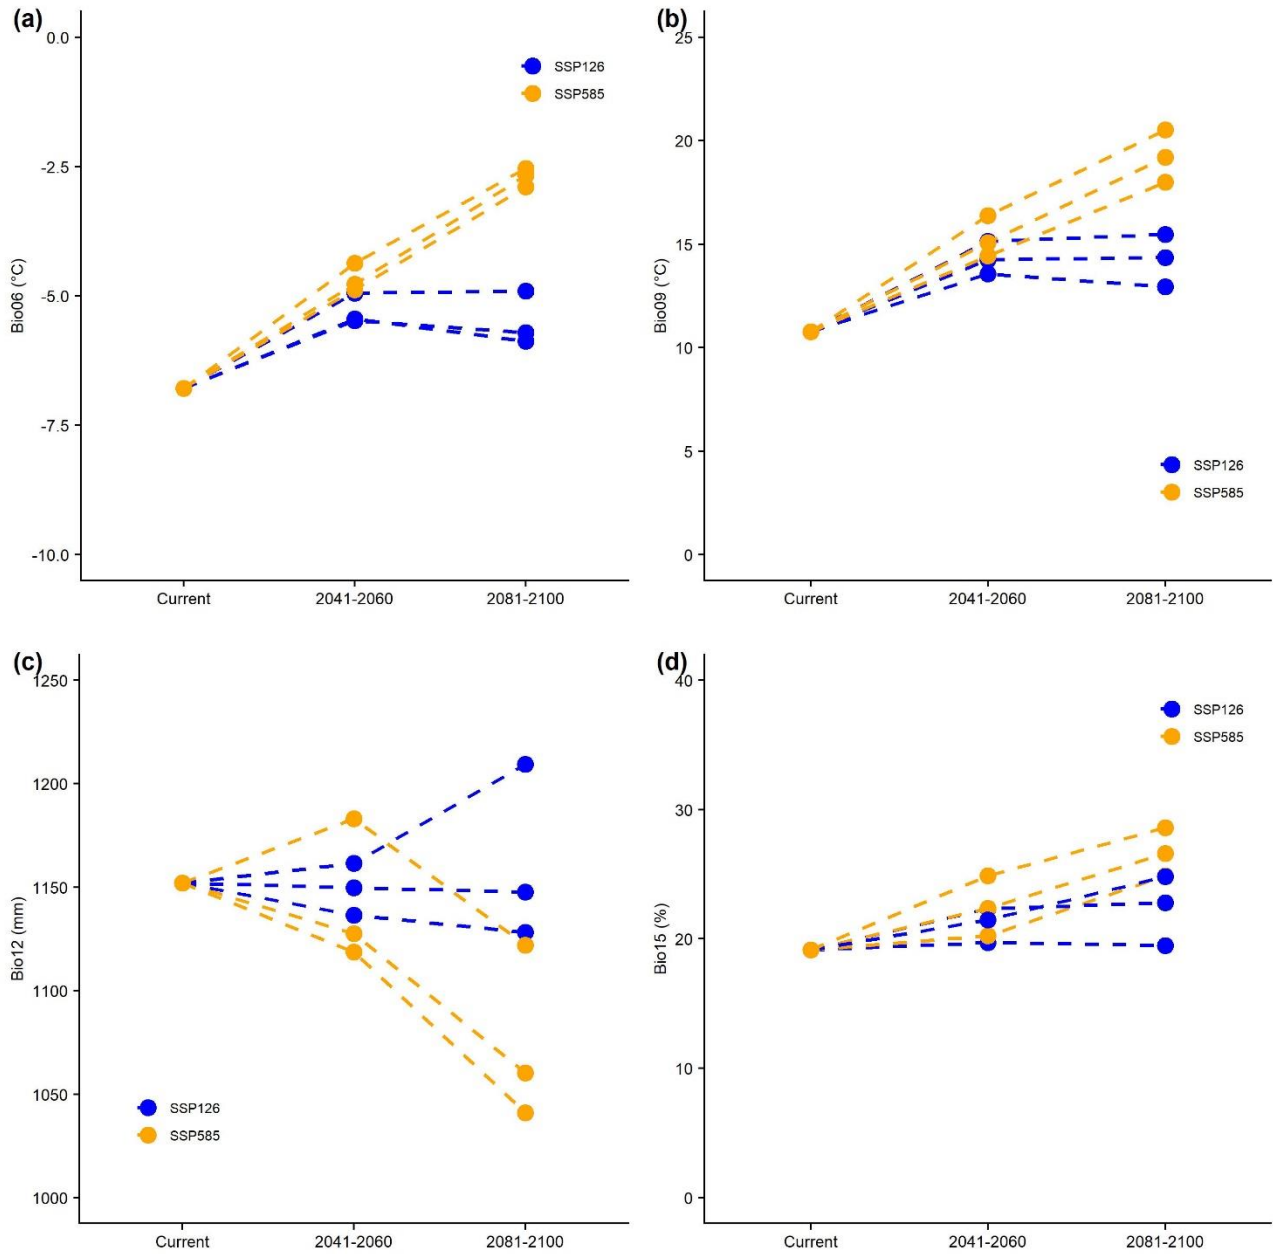 (a)
0.0
-2.5
-5.0
-7.5
-10.0
Bio06 (°C)
SSP126
SSP585
Current 2041-2060 2081-2100
(b)
25
20
15
10
5
0
Bio09 (°C)
SSP126
SSP585
Current 2041-2060 2081-2100
(c)
1250
1200
1150
1100
1050
1000
Bio12 (mm)
SSP126
SSP585
Current 2041-2060 2081-2100
(d)
40
30
20
10
0
Bio15 (%)
SSP126
SSP585
Current 2041-2060 2081-2100